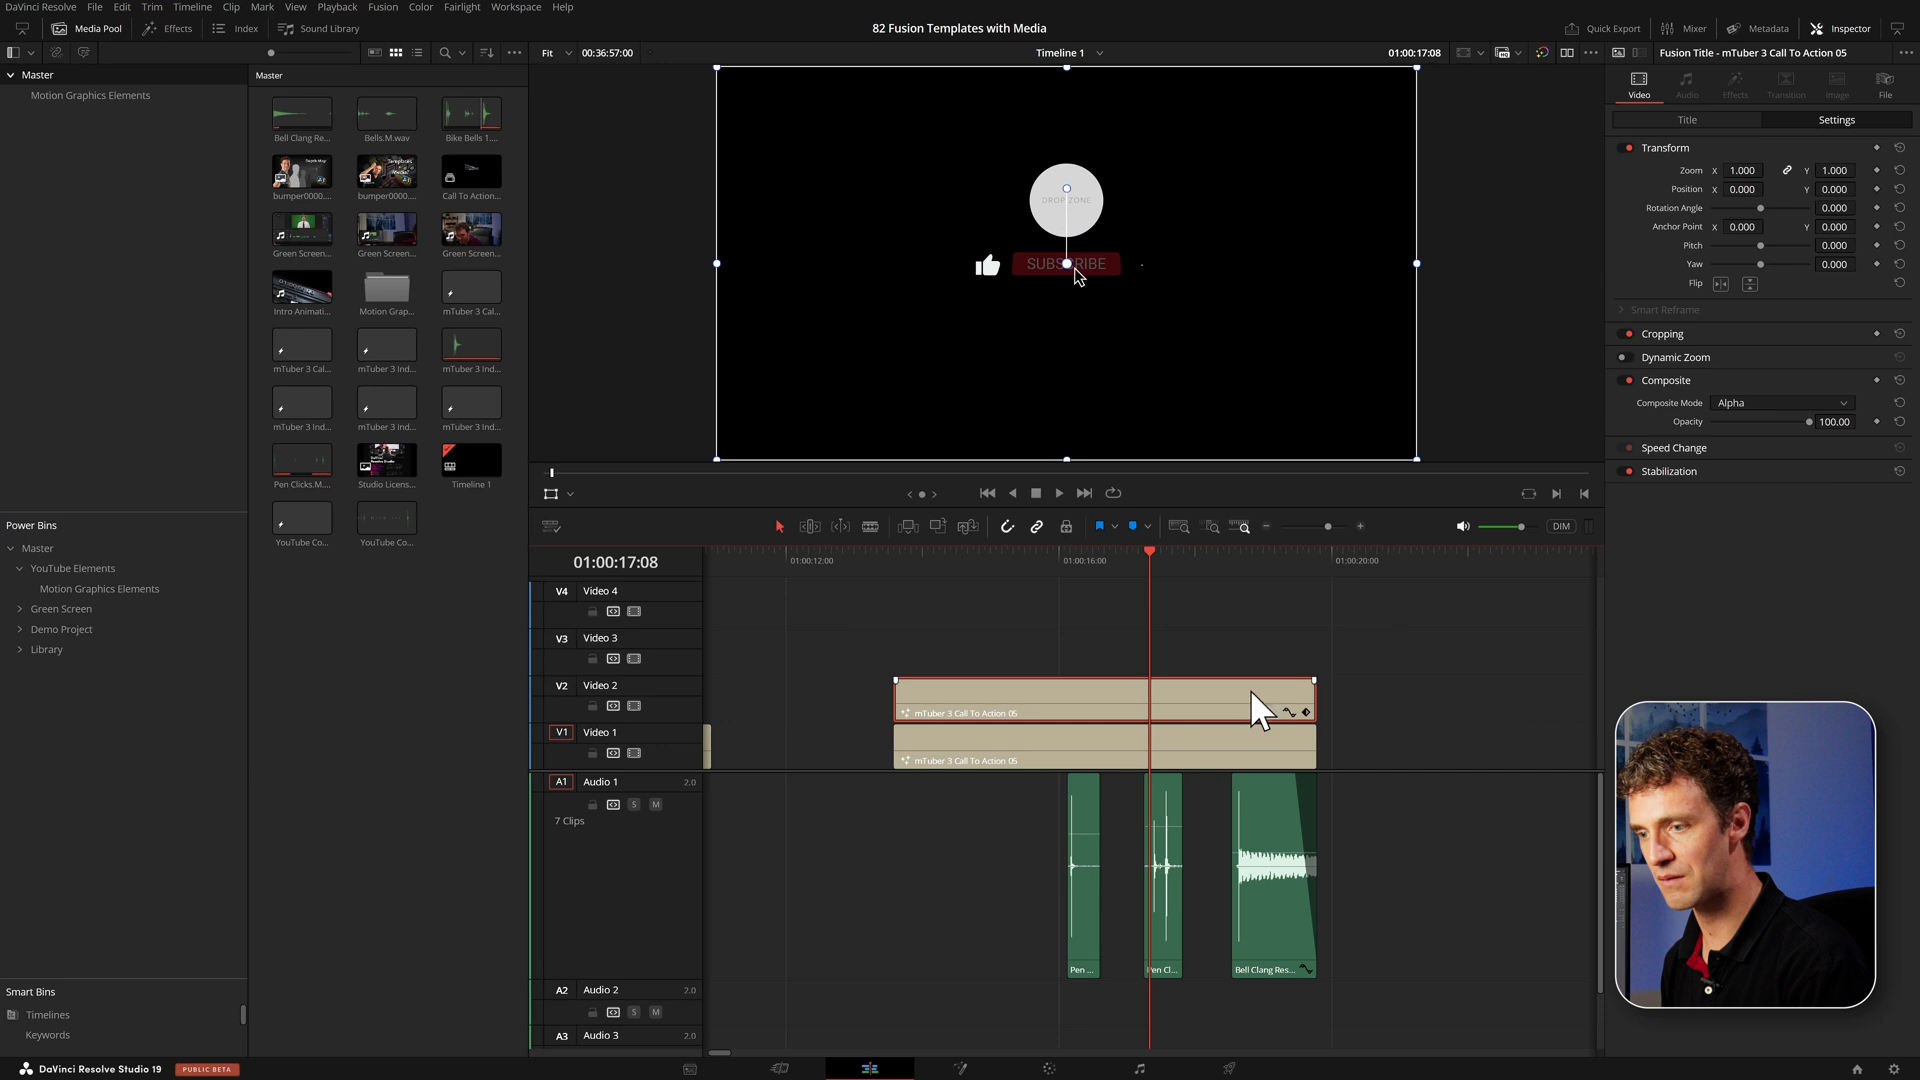 DaVinci Resolve File Edit Trim Timeline Clip Mark View Playback Fusion Color Fairlight Workspace Help
Media Pool Effects Index Sound Library
82 Fusion Templates with Media
Quick Export Mixer Metadata Inspector
Fit 00:36:57:00
Timeline 1
01:00:17:08
Fusion Title - mTuber 3 Call To Action 05
Master
Motion Graphics Elements
Master
Bell Clang Re... Bells.M.wav Bike Bells 1....
bumper0000.... bumper0000.... Call To Action...
Green Screen... Green Screen... Green Screen...
Intro Animati... Motion Grap... mTuber 3 Cal...
mTuber 3 Cal... mTuber 3 Ind... mTuber 3 Ind...
mTuber 3 Ind... mTuber 3 Ind... mTuber 3 Ind...
Pen Clicks.M.... Studio Licens... Timeline 1
YouTube Co... YouTube Co...
Power Bins
Master
YouTube Elements
Motion Graphics Elements
Green Screen
Demo Project
Library
Smart Bins
Timelines
Keywords
DROP ZONE
SUBSCRIBE
Video Audio Effects Transition Image File
Title Settings
Transform
Zoom X 1.000 Y 1.000
Position X 0.000 Y 0.000
Rotation Angle 0.000
Anchor Point X 0.000 Y 0.000
Pitch 0.000
Yaw 0.000
Flip
Smart Reframe
Cropping
Dynamic Zoom
Composite
Composite Mode Alpha
Opacity 100.00
Speed Change
Stabilization
DIM
01:00:17:08
01:00:12:00 01:00:16:00 01:00:20:00
V4 Video 4
V3 Video 3
V2 Video 2
mTuber 3 Call To Action 05
V1 Video 1
mTuber 3 Call To Action 05
A1 Audio 1 2.0
S M
7 Clips
Pen ... Pen Cl... Bell Clang Res...
A2 Audio 2 2.0
S M
A3 Audio 3 2.0
DaVinci Resolve Studio 19 PUBLIC BETA